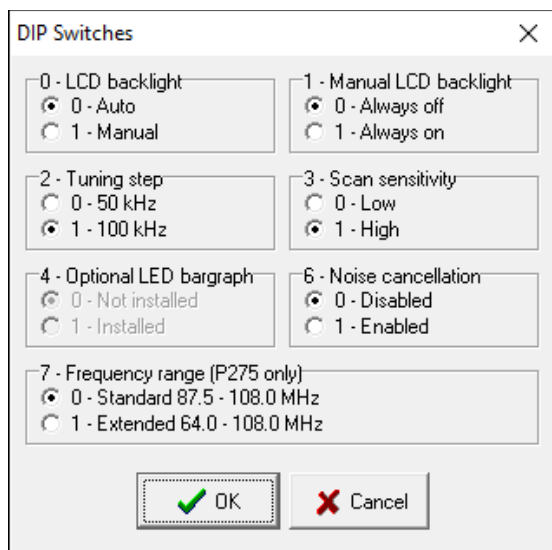 DIP Switches
0 - LCD backlight
0 - Auto
1 - Manual
1 - Manual LCD backlight
0 - Always off
1 - Always on
2 - Tuning step
0 - 50 kHz
1 - 100 kHz
3 - Scan sensitivity
0 - Low
1 - High
4 - Optional LED bargraph
0 - Not installed
1 - Installed
6 - Noise cancellation
0 - Disabled
1 - Enabled
7 - Frequency range (P275 only)
0 - Standard 87.5 - 108.0 MHz
1 - Extended 64.0 - 108.0 MHz
OK
Cancel